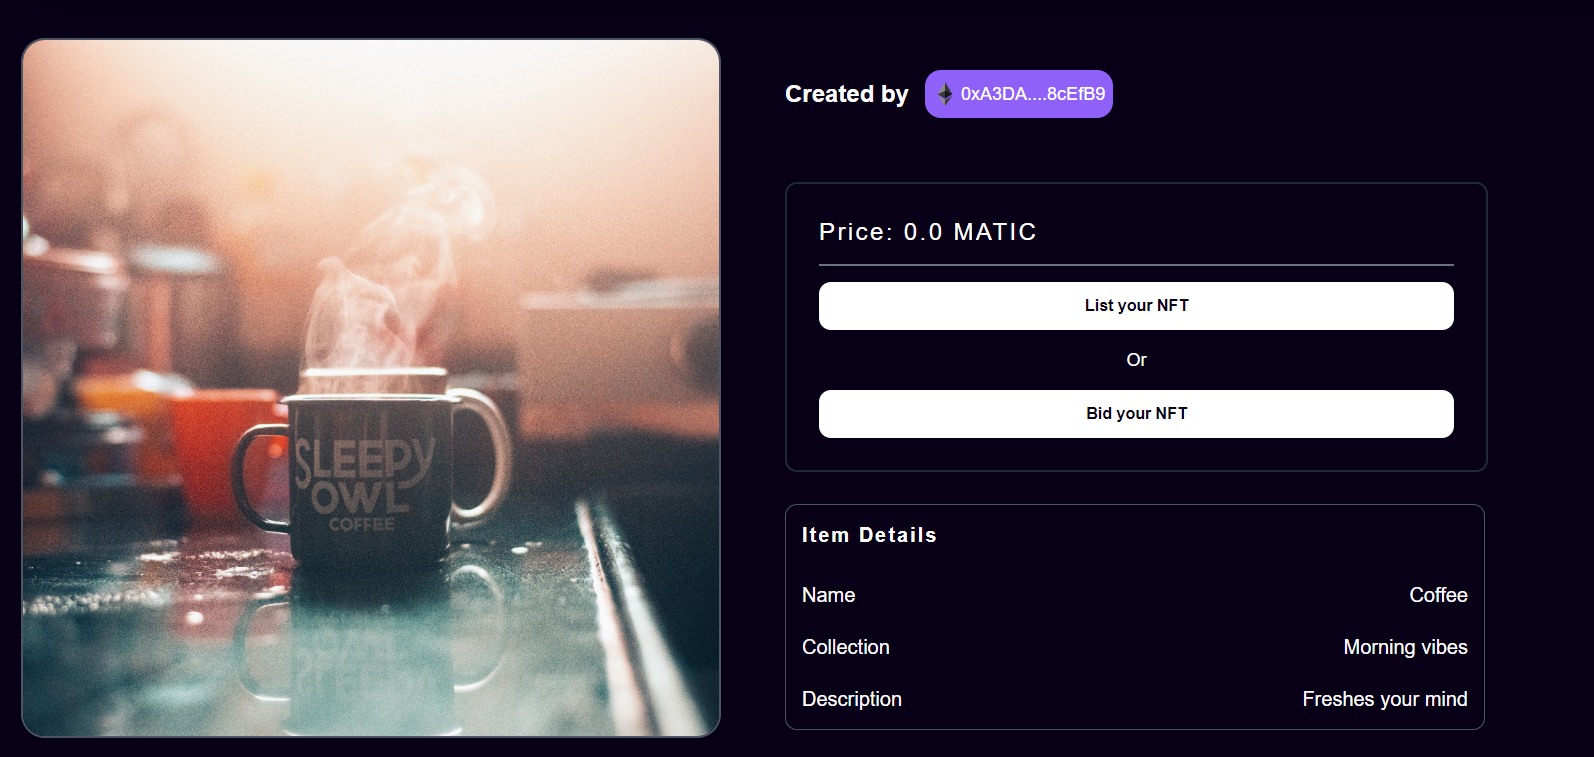 SLEEPY
OWL
COFFEE
Created by 0xA3DA....8cEfB9
Price: 0.0 MATIC
List your NFT
Or
Bid your NFT
Item Details
Name Coffee
Collection Morning vibes
Description Freshes your mind